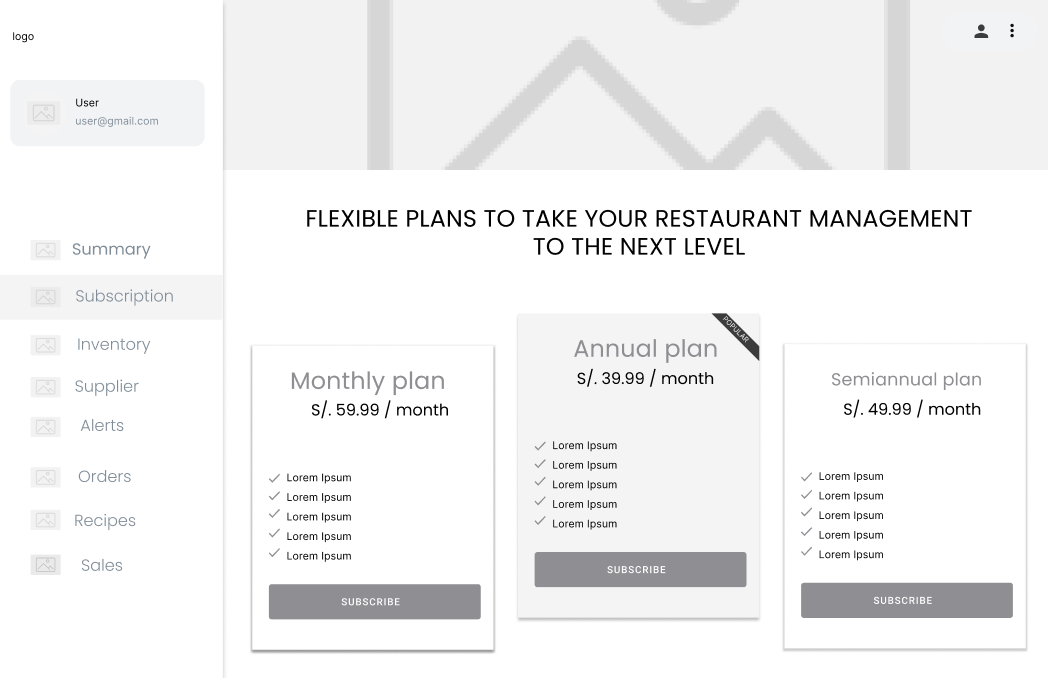 logo
User
user@gmail.com
Summary
Subscription
Inventory
Supplier
Alerts
Orders
Recipes
Sales
FLEXIBLE PLANS TO TAKE YOUR RESTAURANT MANAGEMENT
TO THE NEXT LEVEL
Monthly plan
S/. 59.99 / month
Lorem Ipsum
Lorem Ipsum
Lorem Ipsum
Lorem Ipsum
Lorem Ipsum
SUBSCRIBE
POPULAR
Annual plan
S/. 39.99 / month
Lorem Ipsum
Lorem Ipsum
Lorem Ipsum
Lorem Ipsum
Lorem Ipsum
SUBSCRIBE
Semiannual plan
S/. 49.99 / month
Lorem Ipsum
Lorem Ipsum
Lorem Ipsum
Lorem Ipsum
Lorem Ipsum
SUBSCRIBE